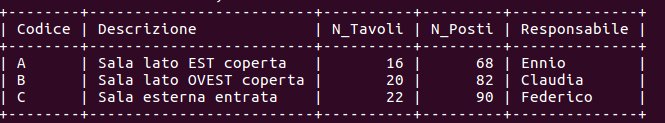 +--------+--------------------------+----------+---------+--------------+
| Codice | Descrizione              | N_Tavoli | N_Posti | Responsabile |
+--------+--------------------------+----------+---------+--------------+
| A      | Sala lato EST coperta    |       16 |      68 | Ennio        |
| B      | Sala lato OVEST coperta  |       20 |      82 | Claudia      |
| C      | Sala esterna entrata     |       22 |      90 | Federico     |
+--------+--------------------------+----------+---------+--------------+